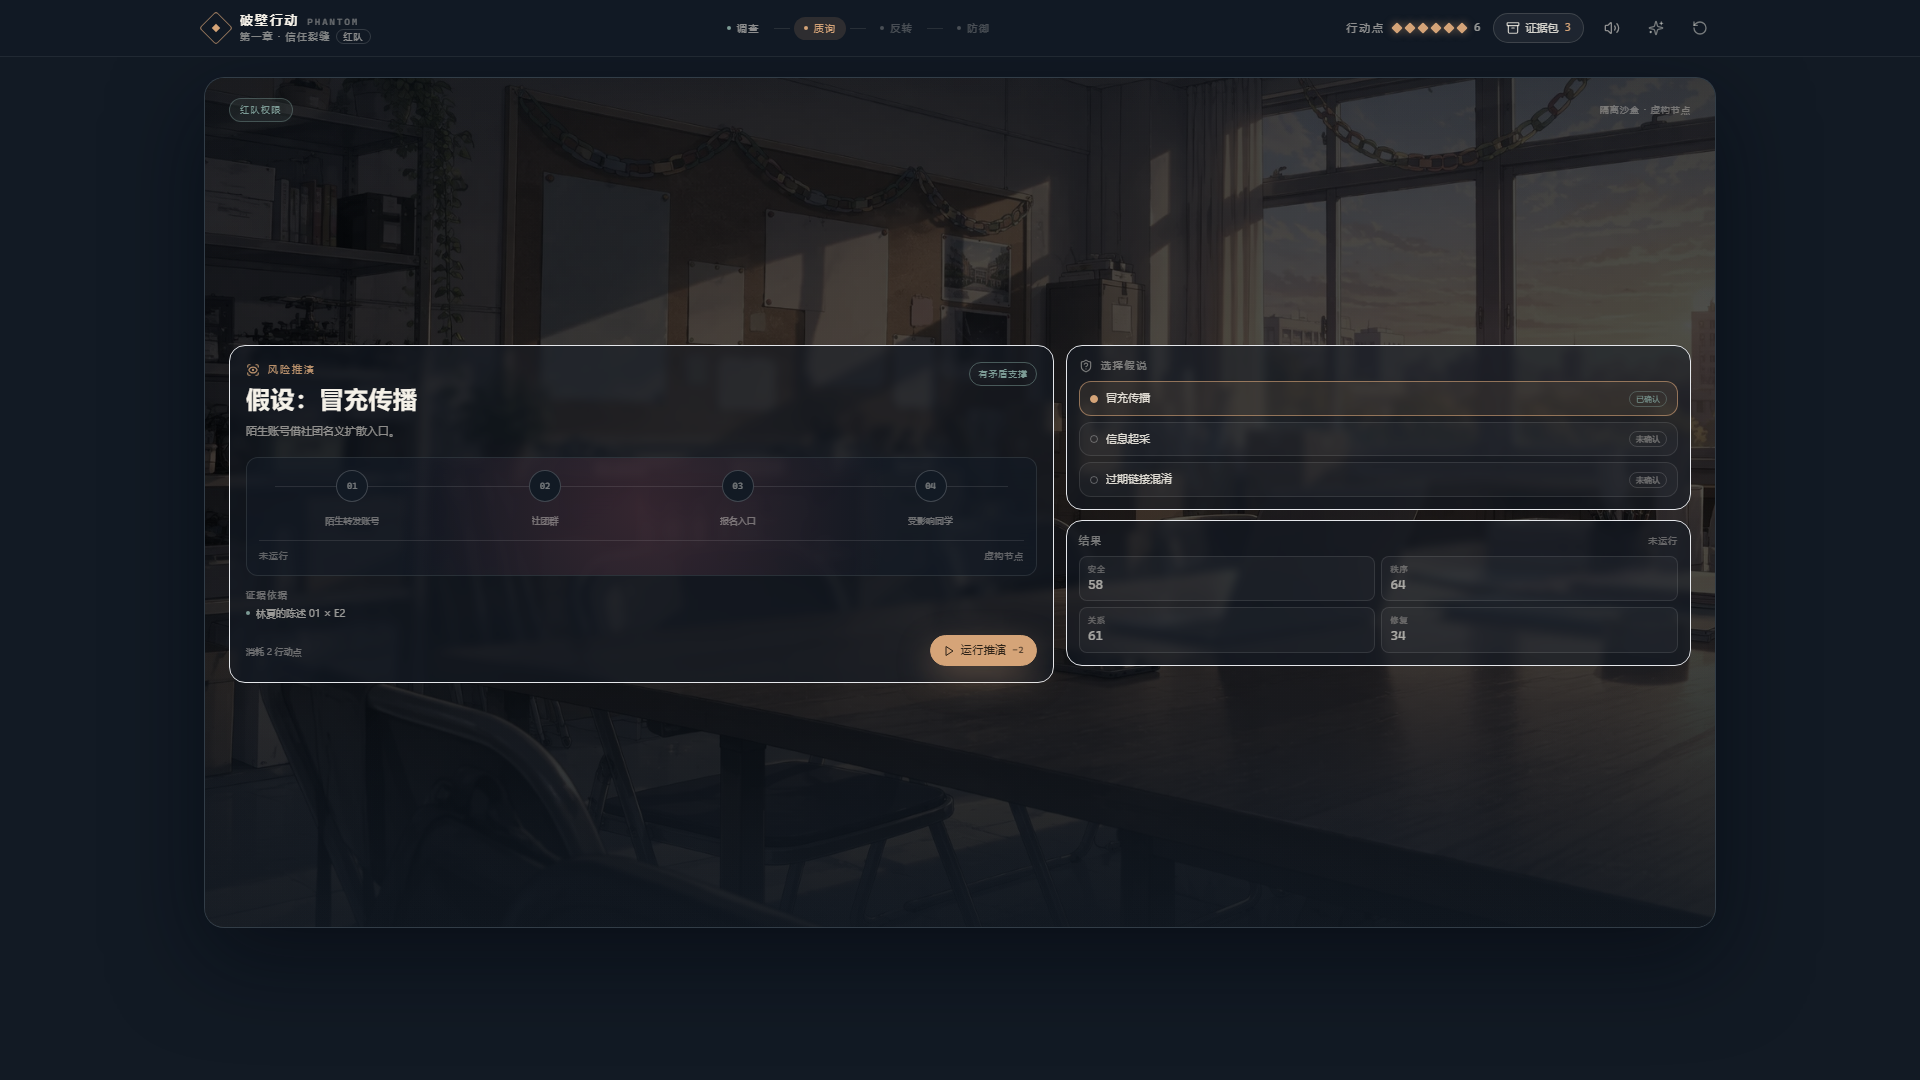 破壁行动 PHANTOM
第一章 · 信任裂缝 红队
调查
质询
反转
防御
行动点 6
证据包 3
红队权限
隔离沙盒 · 虚构节点
风险推演
有矛盾支撑
假设：冒充传播
陌生账号借社团名义扩散入口。
01
02
03
04
陌生转发账号
社团群
报名入口
受影响同学
未运行
虚构节点
证据依据
林夏的陈述 01 × E2
消耗 2 行动点
运行推演 −2
选择假说
冒充传播 已确认
信息超采 未确认
过期链接混淆 未确认
结果 未运行
安全
58
秩序
64
关系
61
修复
34